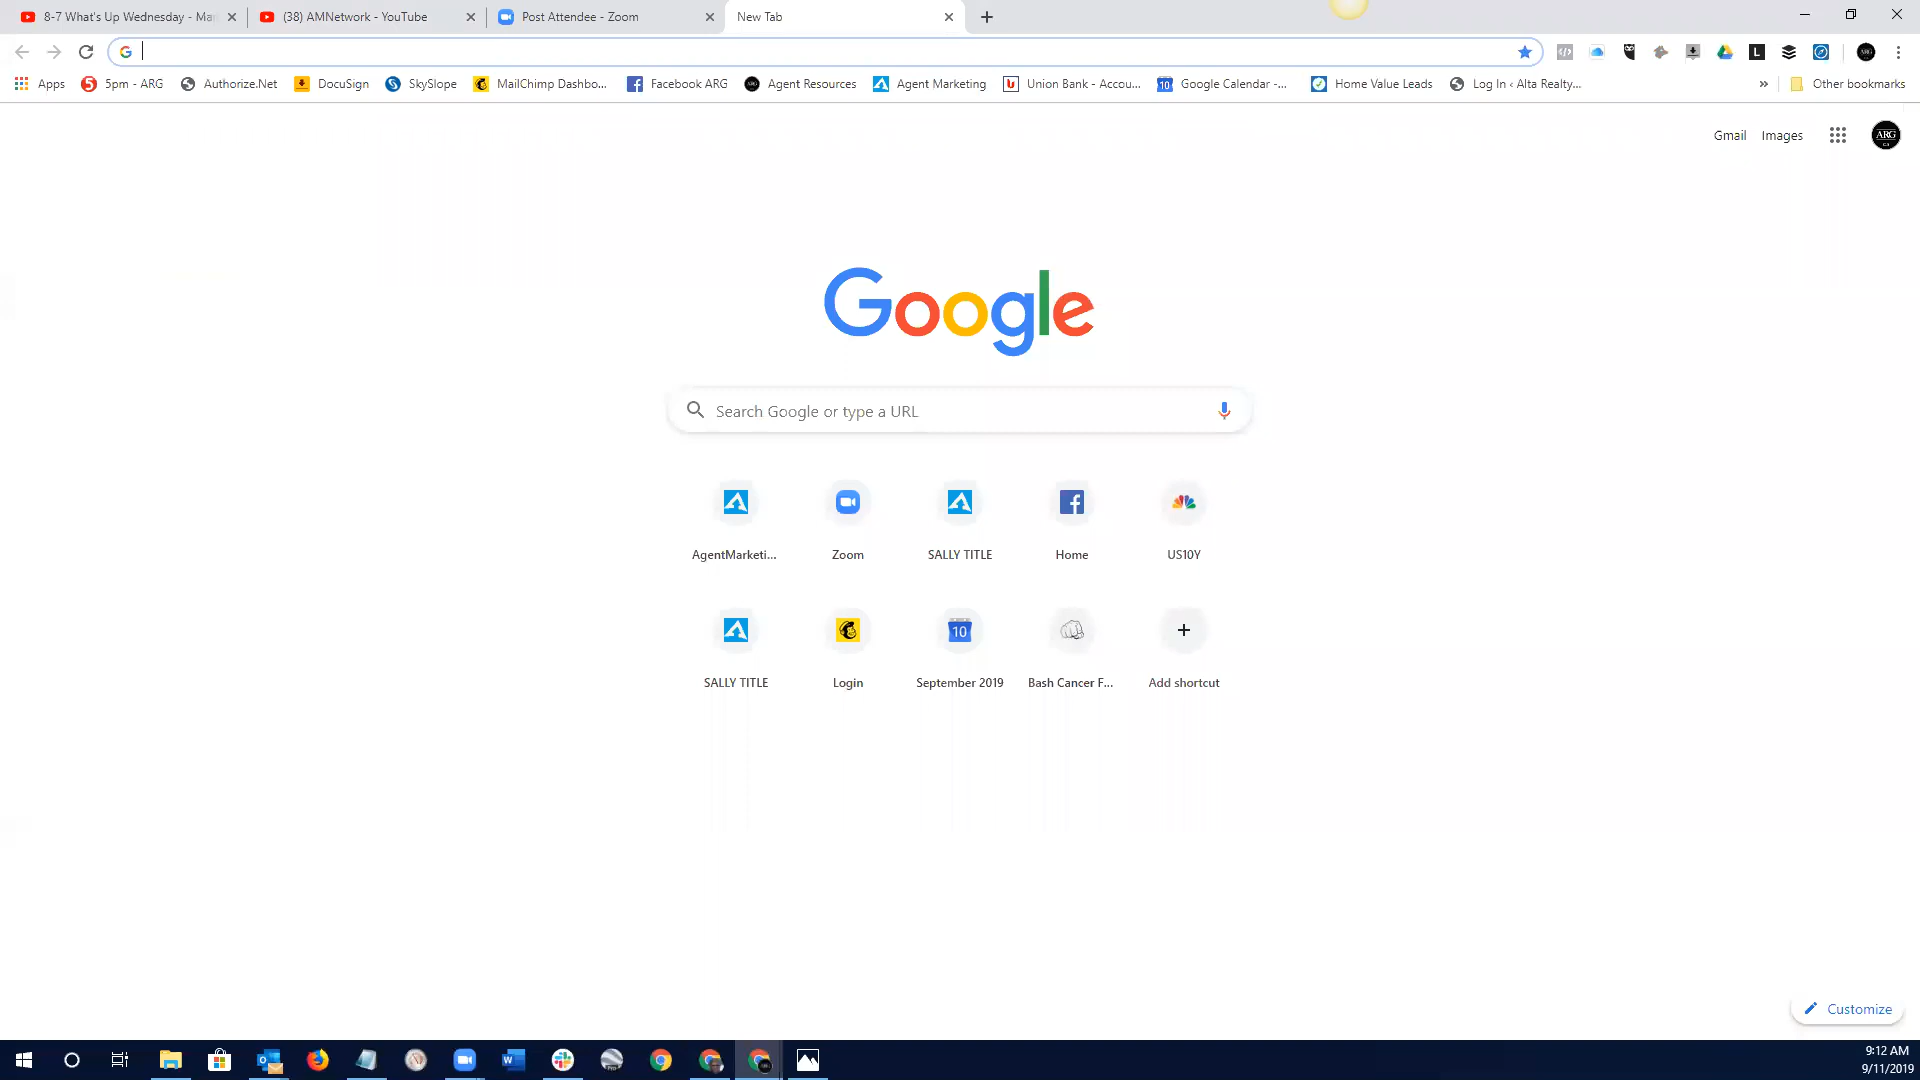 8-7 What's Up Wednesday - Ma
(38) AMNetwork - YouTube
Post Attendee - Zoom
New Tab
Apps
5pm - ARG
Authorize.Net
DocuSign
SkySlope
MailChimp Dashbo...
Facebook ARG
Agent Resources
Agent Marketing
Union Bank - Accou...
Google Calendar -...
Home Value Leads
Log In ‹ Alta Realty...
»
Other bookmarks
Gmail
Images
ARG
Google
Search Google or type a URL
AgentMarketi...
Zoom
SALLY TITLE
Home
US10Y
SALLY TITLE
Login
10
September 2019
Bash Cancer F...
Add shortcut
Customize
9:12 AM
9/11/2019